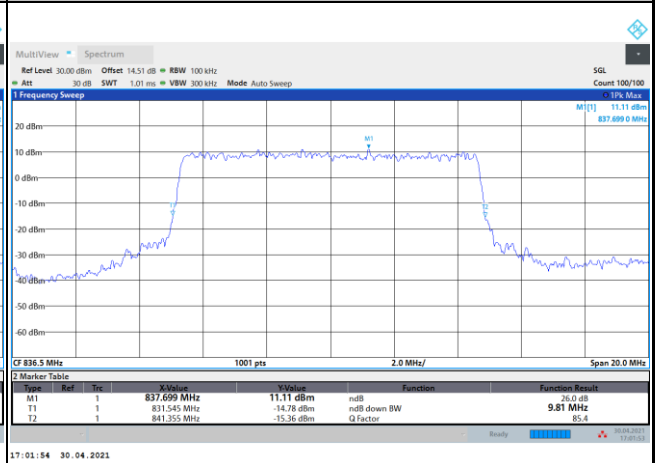 MultiView Spectrum
Ref Level 30.00 dBm Offset 14.51 dB RBW 100 kHz SGL
Att 30 dB SWT 1.01 ms VBW 300 kHz Mode Auto Sweep Count 100/100
1 Frequency Sweep 1Pk Max
M1[1] 11.11 dBm
837.699 0 MHz
20 dBm
M1
10 dBm
0 dBm
-10 dBm
T1 T2
-20 dBm
-30 dBm
-40 dBm
-50 dBm
-60 dBm
CF 836.5 MHz 1001 pts 2.0 MHz/ Span 20.0 MHz
2 Marker Table
Type Ref Trc X-Value Y-Value Function Function Result
M1 1 837.699 MHz 11.11 dBm ndB 26.0 dB
T1 1 831.545 MHz -14.78 dBm ndB down BW 9.81 MHz
T2 1 841.355 MHz -15.36 dBm Q Factor 85.4
Ready 30.04.2021
17:01:53
17:01:54 30.04.2021